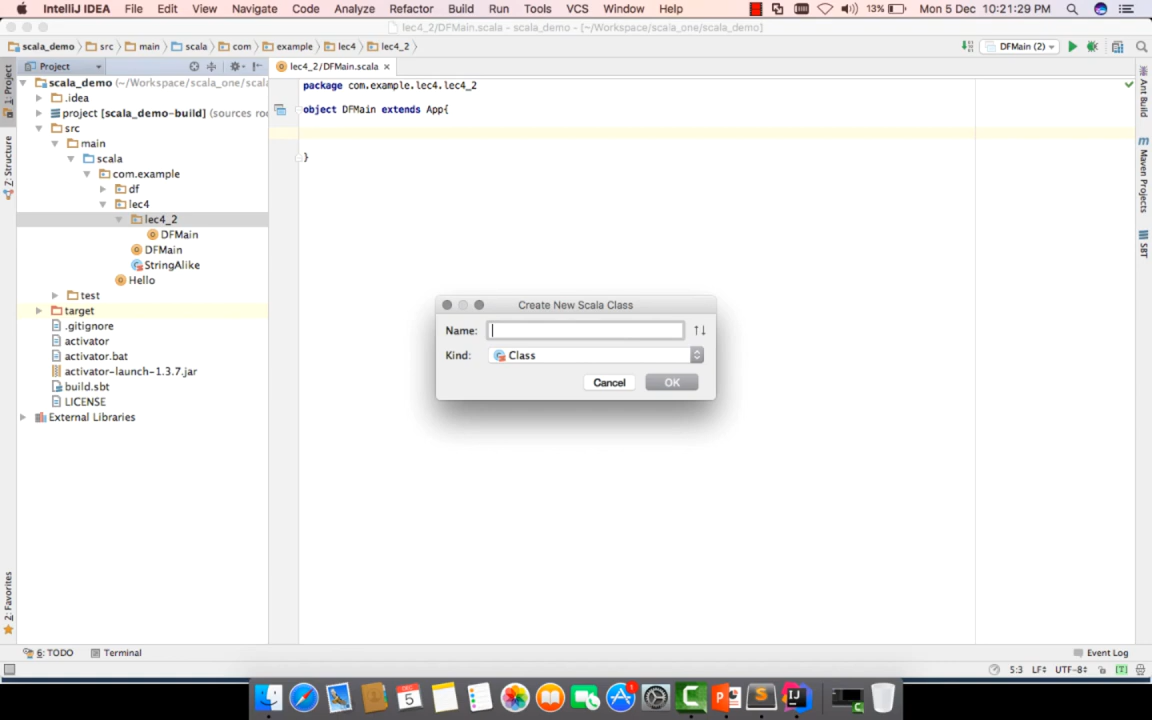 IntelliJ IDEA File Edit View Navigate Code Analyze Refactor Build Run Tools VCS Window Help 13% Mon 5 Dec 10:21:29 PM
lec4_2/DFMain.scala - scala_demo - [~/Workspace/scala_one/scala_demo]
scala_demo src main scala com example lec4 lec4_2 DFMain (2)
Project lec4_2/DFMain.scala
scala_demo (~/Workspace/scala_one/scala
.idea
project [scala_demo-build] (sources roo
src
main
scala
com.example
df
lec4
lec4_2
DFMain
DFMain
StringAlike
Hello
test
target
.gitignore
activator
activator.bat
activator-launch-1.3.7.jar
build.sbt
LICENSE
External Libraries
package com.example.lec4.lec4_2
object DFMain extends App{
}
Create New Scala Class
Name:
Kind: Class
Cancel OK
1: Project
Z: Structure
2: Favorites
Ant Build
Maven Projects
SBT
6: TODO Terminal Event Log
5:3 LF UTF-8 [T]
5
1